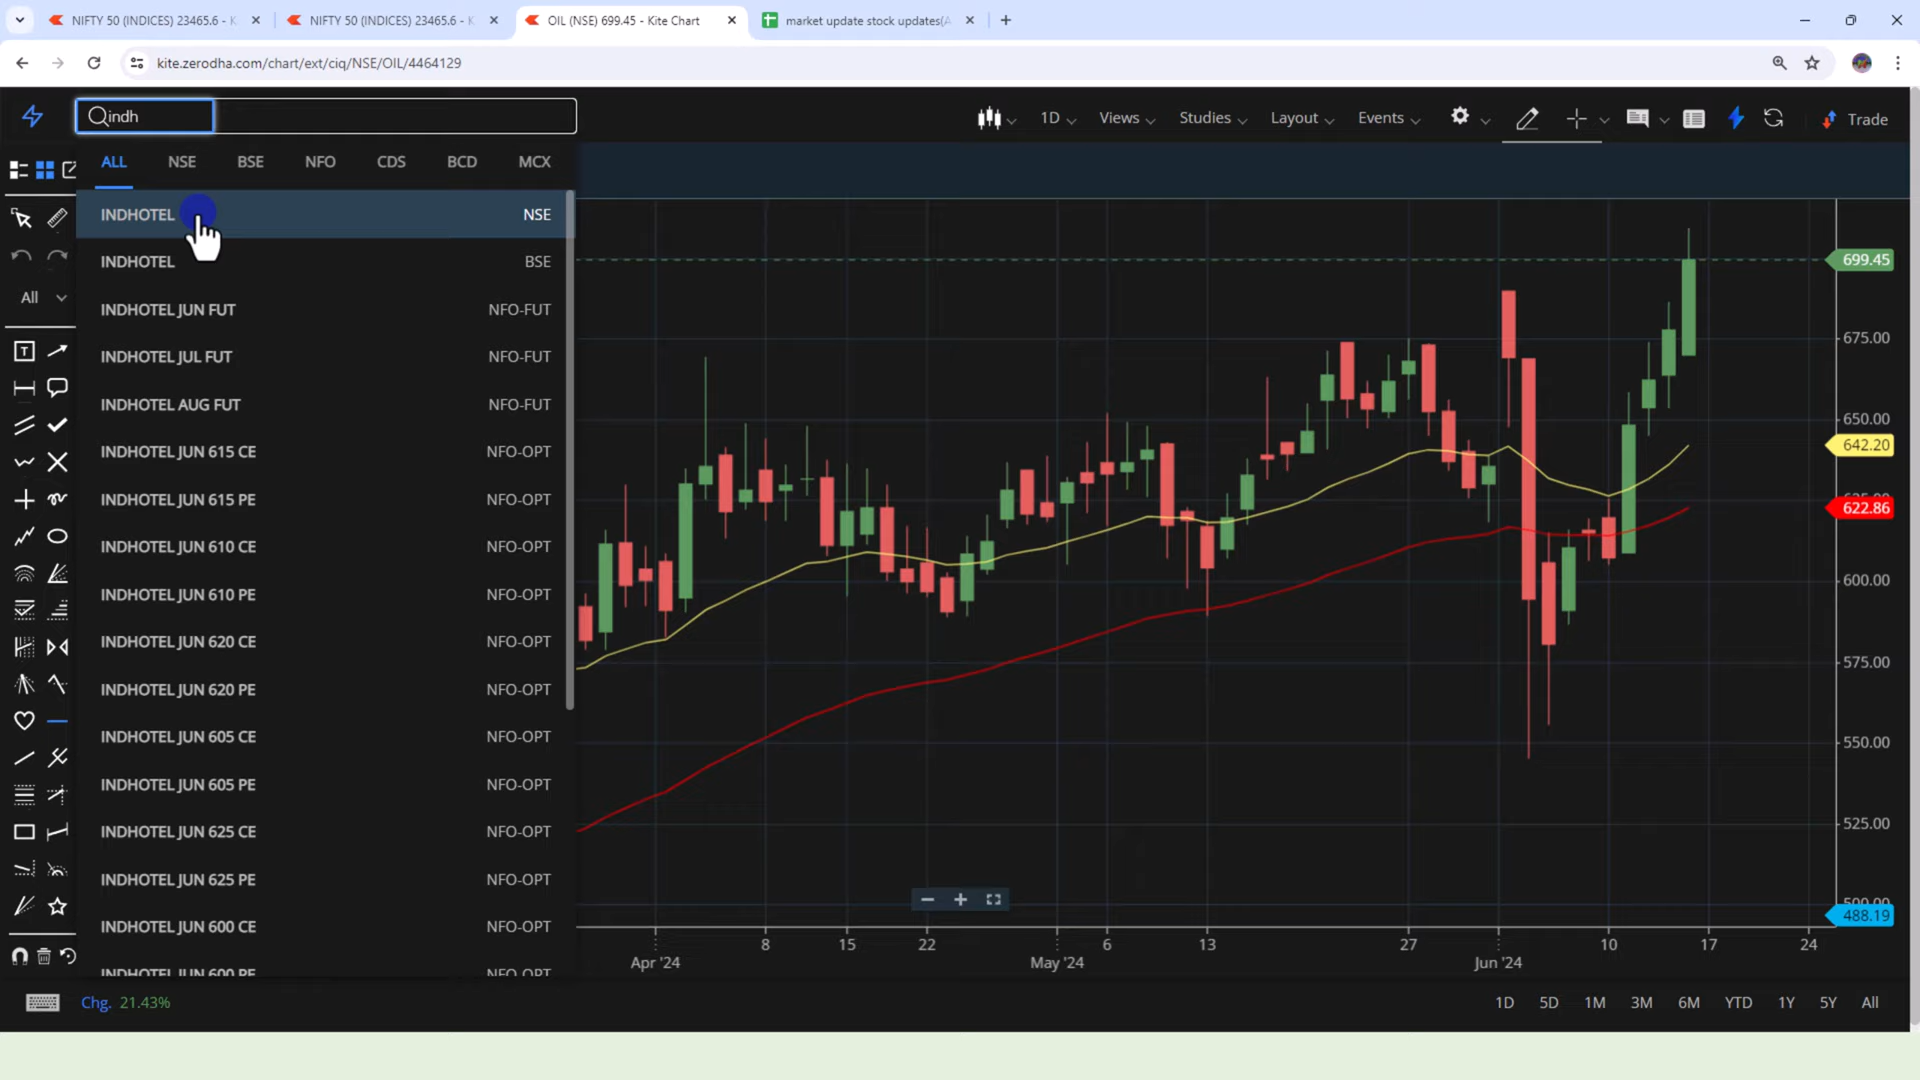 NIFTY 50 (INDICES) 23465.6 - K
NIFTY 50 (INDICES) 23465.6 - K
OIL (NSE) 699.45 - Kite Chart
market update stock updates(A
kite.zerodha.com/chart/ext/ciq/NSE/OIL/4464129
indh
1D
Views
Studies
Layout
Events
Trade
ALL NSE BSE NFO CDS BCD MCX
INDHOTEL NSE
INDHOTEL BSE
INDHOTEL JUN FUT NFO-FUT
INDHOTEL JUL FUT NFO-FUT
INDHOTEL AUG FUT NFO-FUT
INDHOTEL JUN 615 CE NFO-OPT
INDHOTEL JUN 615 PE NFO-OPT
INDHOTEL JUN 610 CE NFO-OPT
INDHOTEL JUN 610 PE NFO-OPT
INDHOTEL JUN 620 CE NFO-OPT
INDHOTEL JUN 620 PE NFO-OPT
INDHOTEL JUN 605 CE NFO-OPT
INDHOTEL JUN 605 PE NFO-OPT
INDHOTEL JUN 625 CE NFO-OPT
INDHOTEL JUN 625 PE NFO-OPT
INDHOTEL JUN 600 CE NFO-OPT
INDHOTEL JUN 600 PE NFO-OPT
All
T
699.45
675.00
650.00
642.20
622.86
600.00
575.00
550.00
525.00
500.00
488.19
8 15 22 6 13 27 10 17 24
Apr '24 May '24 Jun '24
Chg. 21.43%
1D 5D 1M 3M 6M YTD 1Y 5Y All